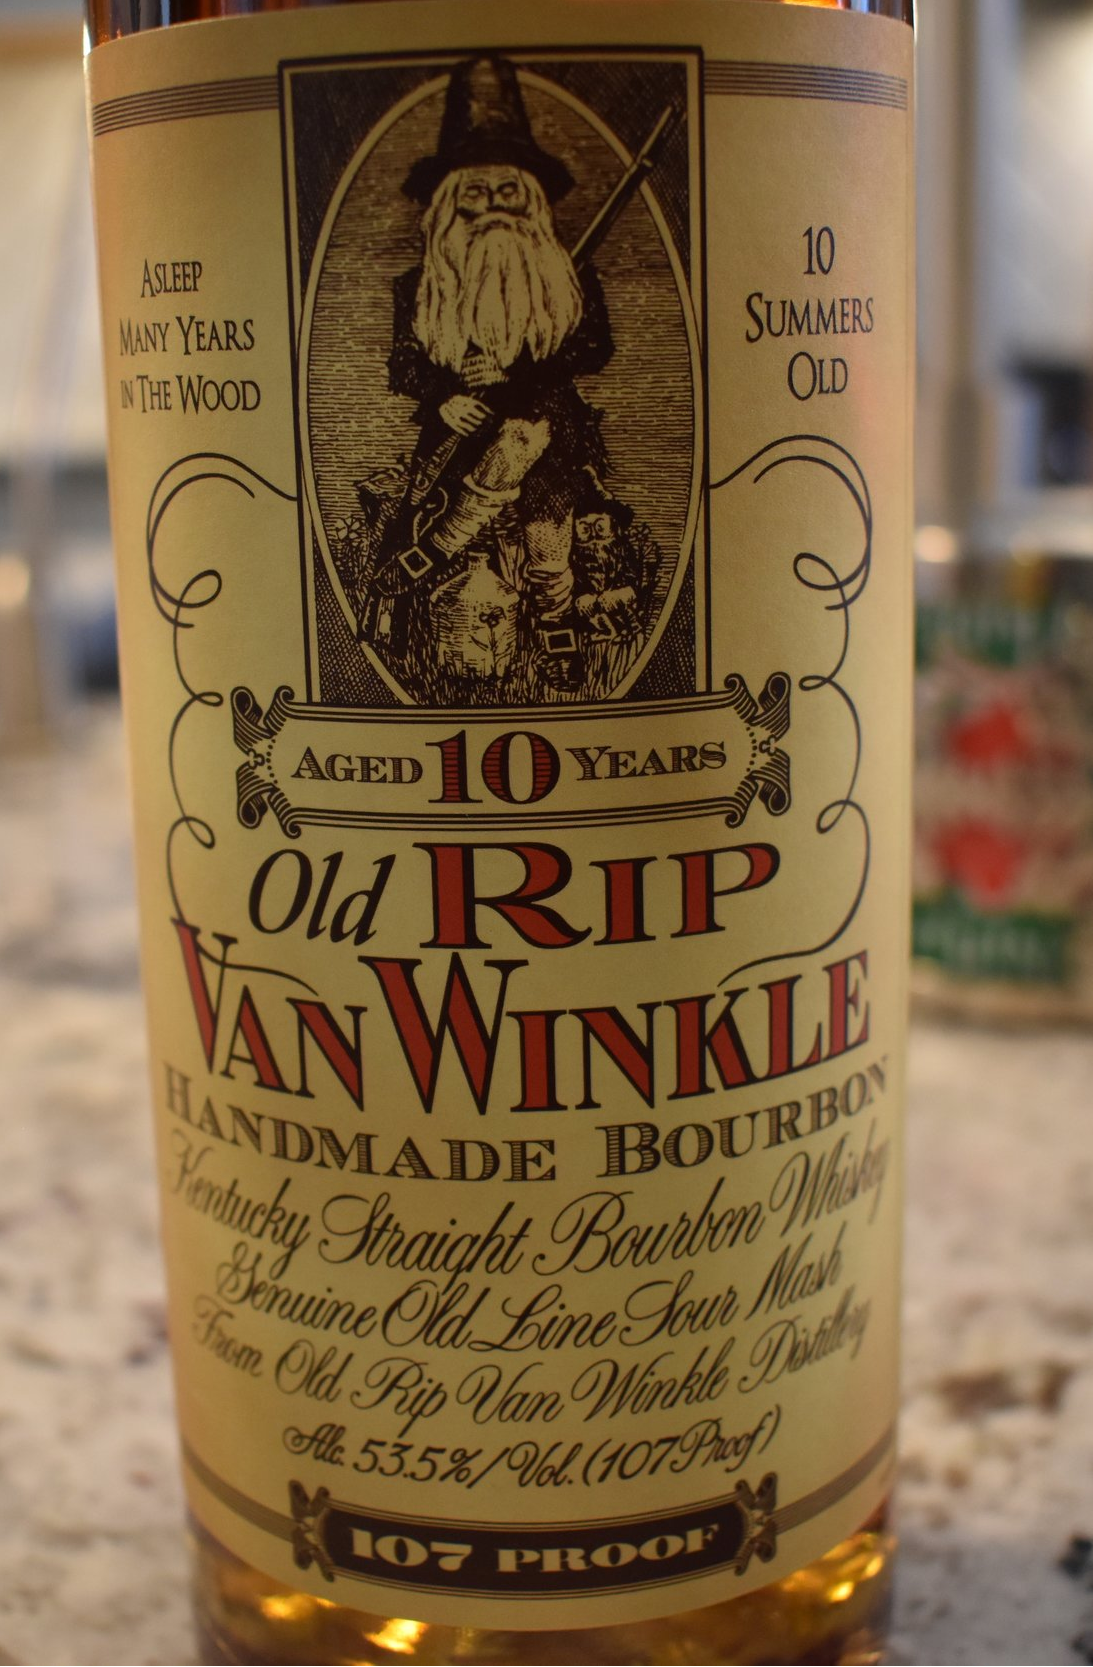 ASLEEP
MANY YEARS
IN THE WOOD
10
SUMMERS
OLD
AGED 10 YEARS
Old RIP
VAN WINKLE
HANDMADE BOURBON
Kentucky Straight Bourbon Whiskey
Genuine Old Line Sour Mash
From Old Rip Van Winkle Distillery
Alc. 53.5%/Vol. (107 Proof)
107 PROOF